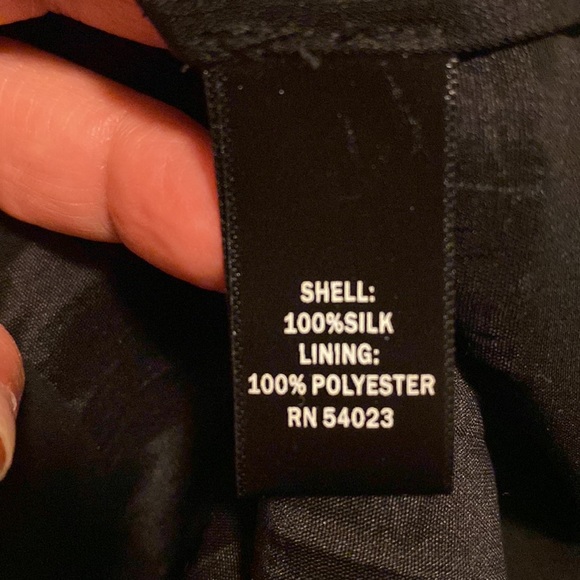 SHELL:
100%SILK
LINING:
100% POLYESTER
RN 54023